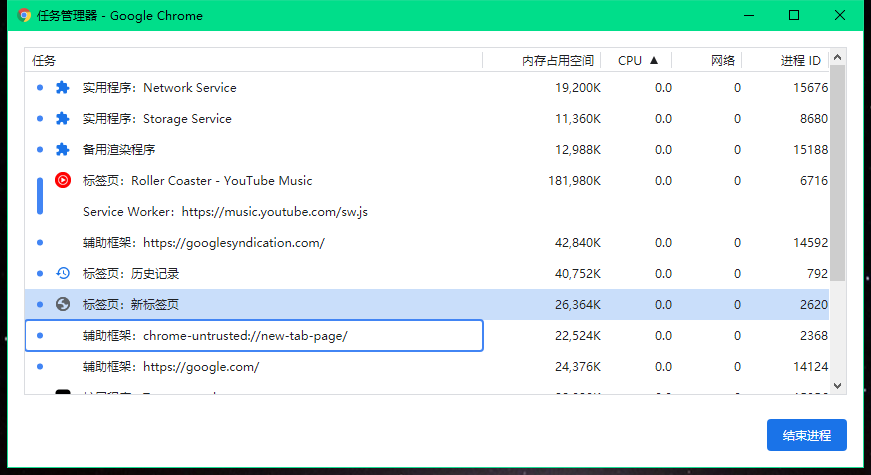 任务管理器 - Google Chrome
任务 内存占用空间 CPU ▲ 网络 进程 ID
实用程序：Network Service 19,200K 0.0 0 15676
实用程序：Storage Service 11,360K 0.0 0 8680
备用渲染程序 12,988K 0.0 0 15188
标签页：Roller Coaster - YouTube Music 181,980K 0.0 0 6716
Service Worker：https://music.youtube.com/sw.js
辅助框架：https://googlesyndication.com/ 42,840K 0.0 0 14592
标签页：历史记录 40,752K 0.0 0 792
标签页：新标签页 26,364K 0.0 0 2620
辅助框架：chrome-untrusted://new-tab-page/ 22,524K 0.0 0 2368
辅助框架：https://google.com/ 24,376K 0.0 0 14124
结束进程